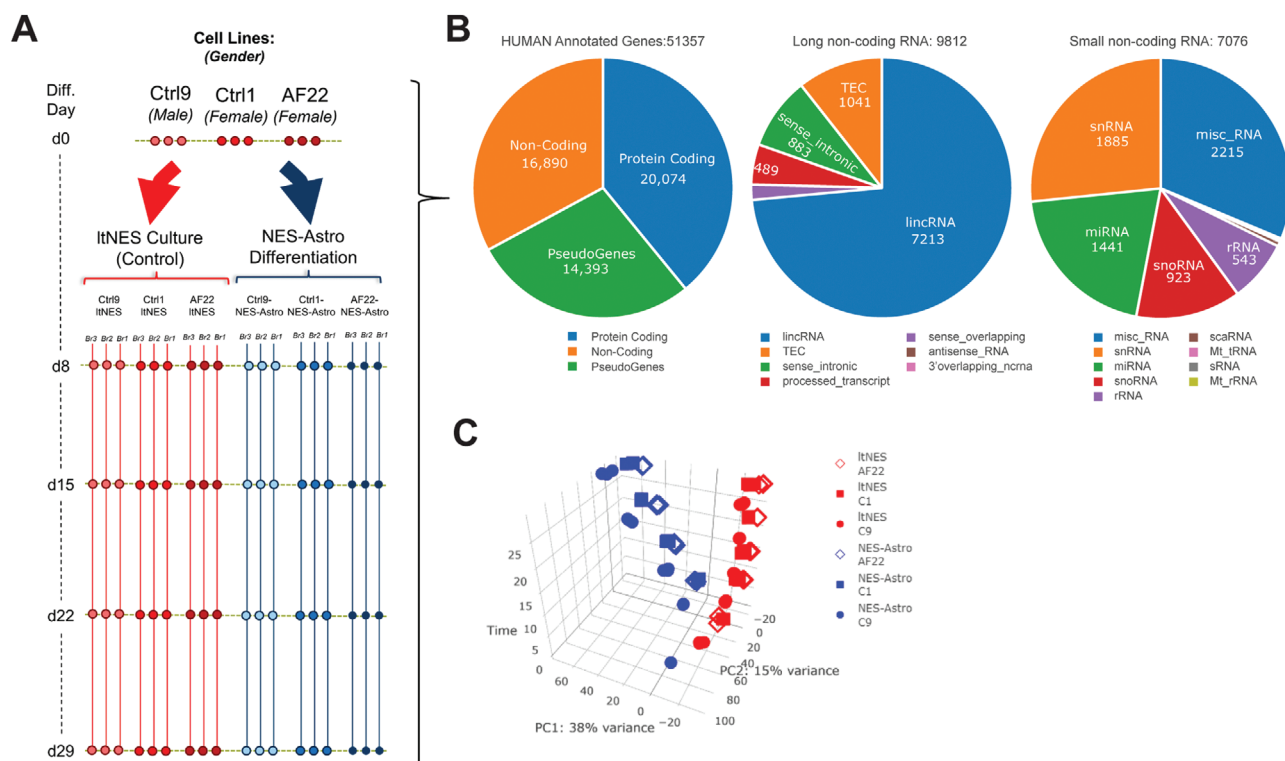 A
Cell Lines:
(Gender)
Diff.
Day
Ctrl9
(Male)
Ctrl1
(Female)
AF22
(Female)
d0
ltNES Culture
(Control)
NES-Astro
Differentiation
Ctrl9
ltNES
Ctrl1
ltNES
AF22
ltNES
Ctrl9-
NES-Astro
Ctrl1-
NES-Astro
AF22-
NES-Astro
Br3 Br2 Br1 Br3 Br2 Br1 Br3 Br2 Br1 Br3 Br2 Br1 Br3 Br2 Br1 Br3 Br2 Br1
d8
d15
d22
d29
B
HUMAN Annotated Genes:51357
Non-Coding
16,890
Protein Coding
20,074
PseudoGenes
14,393
Protein Coding
Non-Coding
PseudoGenes
Long non-coding RNA: 9812
TEC
1041
sense_intronic
883
489
lincRNA
7213
lincRNA
TEC
sense_intronic
processed_transcript
sense_overlapping
antisense_RNA
3'overlapping_ncrna
Small non-coding RNA: 7076
snRNA
1885
misc_RNA
2215
miRNA
1441
rRNA
543
snoRNA
923
misc_RNA
snRNA
miRNA
snoRNA
rRNA
scaRNA
Mt_tRNA
sRNA
Mt_rRNA
C
25
20
15
10
5
0
Time
60
40
20
0
−20
PC1: 38% variance
−20
0
20
40
60
80
100
PC2: 15% variance
ltNES
AF22
ltNES
C1
ltNES
C9
NES-Astro
AF22
NES-Astro
C1
NES-Astro
C9